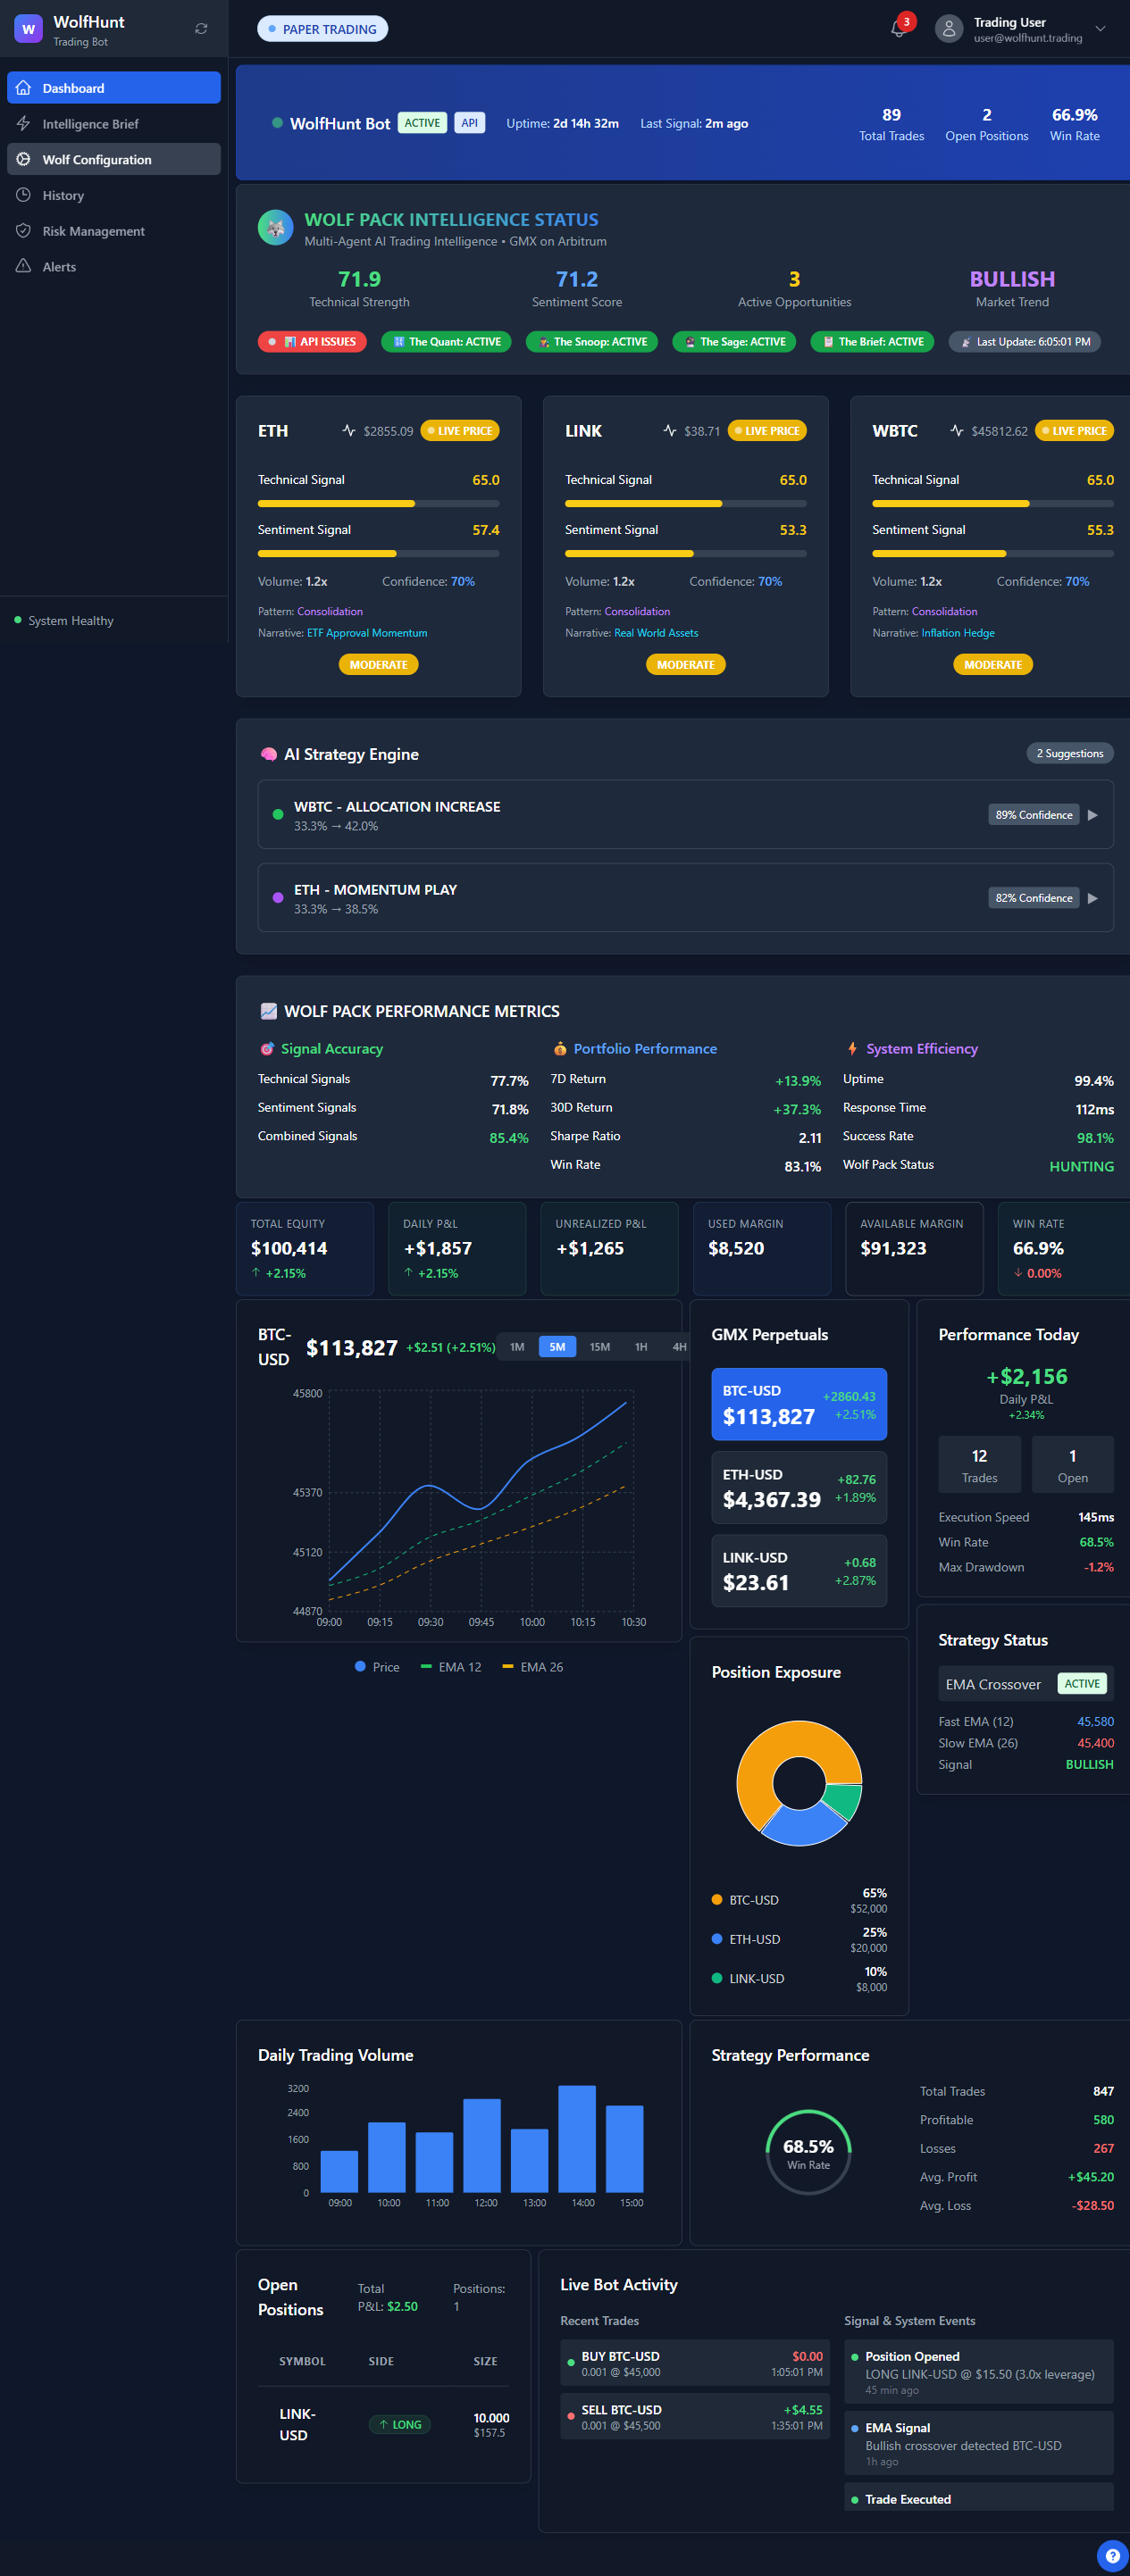 W
WolfHunt
Trading Bot
Dashboard
Intelligence Brief
Wolf Configuration
History
Risk Management
Alerts
System Healthy
PAPER TRADING
3
Trading User
user@wolfhunt.trading
WolfHunt Bot ACTIVE API Uptime: 2d 14h 32m Last Signal: 2m ago
89 2 66.9%
Total Trades Open Positions Win Rate
WOLF PACK INTELLIGENCE STATUS
Multi-Agent AI Trading Intelligence • GMX on Arbitrum
71.9 71.2 3 BULLISH
Technical Strength Sentiment Score Active Opportunities Market Trend
API ISSUES The Quant: ACTIVE The Snoop: ACTIVE The Sage: ACTIVE The Brief: ACTIVE Last Update: 6:05:01 PM
ETH $2855.09 LIVE PRICE
Technical Signal 65.0
Sentiment Signal 57.4
Volume: 1.2x Confidence: 70%
Pattern: Consolidation
Narrative: ETF Approval Momentum
MODERATE
LINK $38.71 LIVE PRICE
Technical Signal 65.0
Sentiment Signal 53.3
Volume: 1.2x Confidence: 70%
Pattern: Consolidation
Narrative: Real World Assets
MODERATE
WBTC $45812.62 LIVE PRICE
Technical Signal 65.0
Sentiment Signal 55.3
Volume: 1.2x Confidence: 70%
Pattern: Consolidation
Narrative: Inflation Hedge
MODERATE
AI Strategy Engine 2 Suggestions
WBTC - ALLOCATION INCREASE
33.3% → 42.0%
89% Confidence
ETH - MOMENTUM PLAY
33.3% → 38.5%
82% Confidence
WOLF PACK PERFORMANCE METRICS
Signal Accuracy
Technical Signals 77.7%
Sentiment Signals 71.8%
Combined Signals 85.4%
Portfolio Performance
7D Return +13.9%
30D Return +37.3%
Sharpe Ratio 2.11
Win Rate 83.1%
System Efficiency
Uptime 99.4%
Response Time 112ms
Success Rate 98.1%
Wolf Pack Status HUNTING
TOTAL EQUITY
$100,414
↑ +2.15%
DAILY P&L
+$1,857
↑ +2.15%
UNREALIZED P&L
+$1,265
USED MARGIN
$8,520
AVAILABLE MARGIN
$91,323
WIN RATE
66.9%
↓ 0.00%
BTC-
USD
$113,827 +$2.51 (+2.51%) 1M 5M 15M 1H 4H
45800
45370
45120
44870
09:00 09:15 09:30 09:45 10:00 10:15 10:30
Price EMA 12 EMA 26
GMX Perpetuals
BTC-USD +2860.43
$113,827 +2.51%
ETH-USD +82.76
$4,367.39 +1.89%
LINK-USD +0.68
$23.61 +2.87%
Position Exposure
BTC-USD 65%
$52,000
ETH-USD 25%
$20,000
LINK-USD 10%
$8,000
Performance Today
+$2,156
Daily P&L
+2.34%
12 1
Trades Open
Execution Speed 145ms
Win Rate 68.5%
Max Drawdown -1.2%
Strategy Status
EMA Crossover ACTIVE
Fast EMA (12) 45,580
Slow EMA (26) 45,400
Signal BULLISH
Daily Trading Volume
3200
2400
1600
800
0
09:00 10:00 11:00 12:00 13:00 14:00 15:00
Strategy Performance
68.5%
Win Rate
Total Trades 847
Profitable 580
Losses 267
Avg. Profit +$45.20
Avg. Loss -$28.50
Open
Positions
Total
P&L: $2.50
Positions:
1
SYMBOL SIDE SIZE
LINK-
USD
↑ LONG
10.000
$157.5
Live Bot Activity
Recent Trades
BUY BTC-USD $0.00
0.001 @ $45,000 1:05:01 PM
SELL BTC-USD +$4.55
0.001 @ $45,500 1:35:01 PM
Signal & System Events
Position Opened
LONG LINK-USD @ $15.50 (3.0x leverage)
45 min ago
EMA Signal
Bullish crossover detected BTC-USD
1h ago
Trade Executed
?